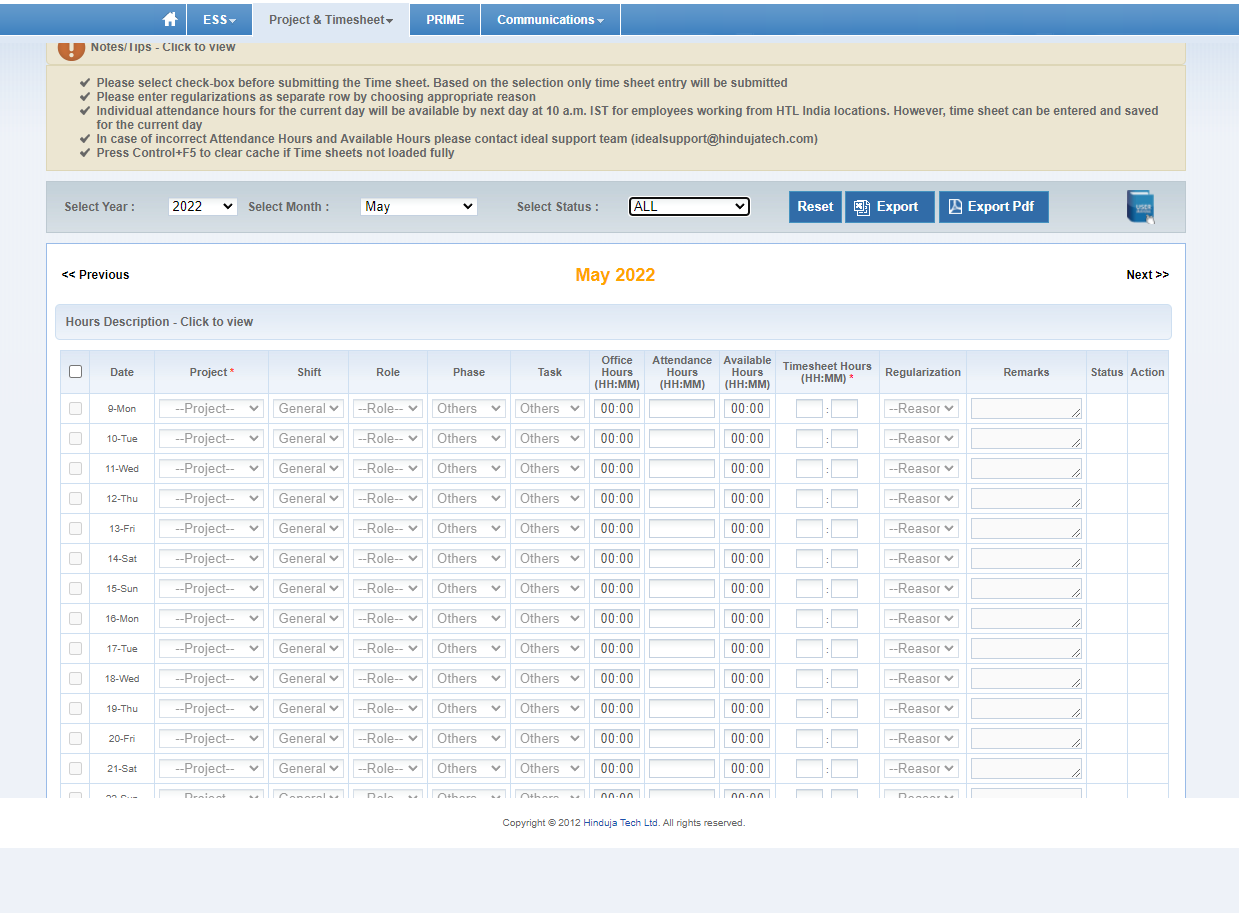 ESS Project & Timesheet PRIME Communications
Notes/Tips - Click to view
Please select check-box before submitting the Time sheet. Based on the selection only time sheet entry will be submitted
Please enter regularizations as separate row by choosing appropriate reason
Individual attendance hours for the current day will be available by next day at 10 a.m. IST for employees working from HTL India locations. However, time sheet can be entered and saved
for the current day
In case of incorrect Attendance Hours and Available Hours please contact ideal support team (idealsupport@hindujatech.com)
Press Control+F5 to clear cache if Time sheets not loaded fully
Select Year : 2022 Select Month : May Select Status : ALL Reset Export Export Pdf USER
<< Previous May 2022 Next >>
Hours Description - Click to view
Date Project * Shift Role Phase Task Office Hours (HH:MM) Attendance Hours (HH:MM) Available Hours (HH:MM) Timesheet Hours (HH:MM) * Regularization Remarks Status Action
9-Mon --Project-- General --Role-- Others Others 00:00 00:00 : --Reason
10-Tue --Project-- General --Role-- Others Others 00:00 00:00 : --Reason
11-Wed --Project-- General --Role-- Others Others 00:00 00:00 : --Reason
12-Thu --Project-- General --Role-- Others Others 00:00 00:00 : --Reason
13-Fri --Project-- General --Role-- Others Others 00:00 00:00 : --Reason
14-Sat --Project-- General --Role-- Others Others 00:00 00:00 : --Reason
15-Sun --Project-- General --Role-- Others Others 00:00 00:00 : --Reason
16-Mon --Project-- General --Role-- Others Others 00:00 00:00 : --Reason
17-Tue --Project-- General --Role-- Others Others 00:00 00:00 : --Reason
18-Wed --Project-- General --Role-- Others Others 00:00 00:00 : --Reason
19-Thu --Project-- General --Role-- Others Others 00:00 00:00 : --Reason
20-Fri --Project-- General --Role-- Others Others 00:00 00:00 : --Reason
21-Sat --Project-- General --Role-- Others Others 00:00 00:00 : --Reason
Copyright © 2012 Hinduja Tech Ltd. All rights reserved.